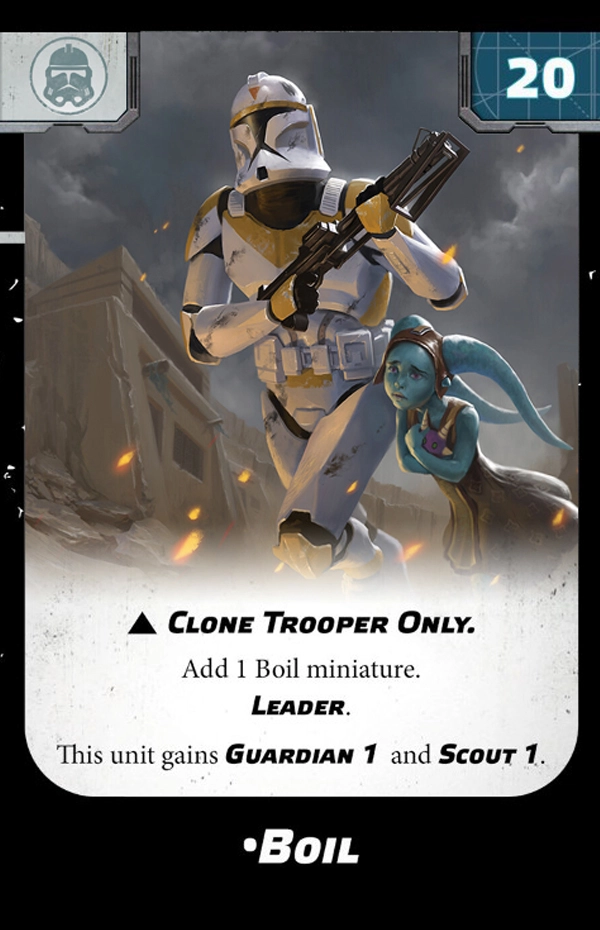 20
▲ CLONE TROOPER ONLY.
Add 1 Boil miniature.
LEADER.
This unit gains GUARDIAN 1 and SCOUT 1.
•BOIL